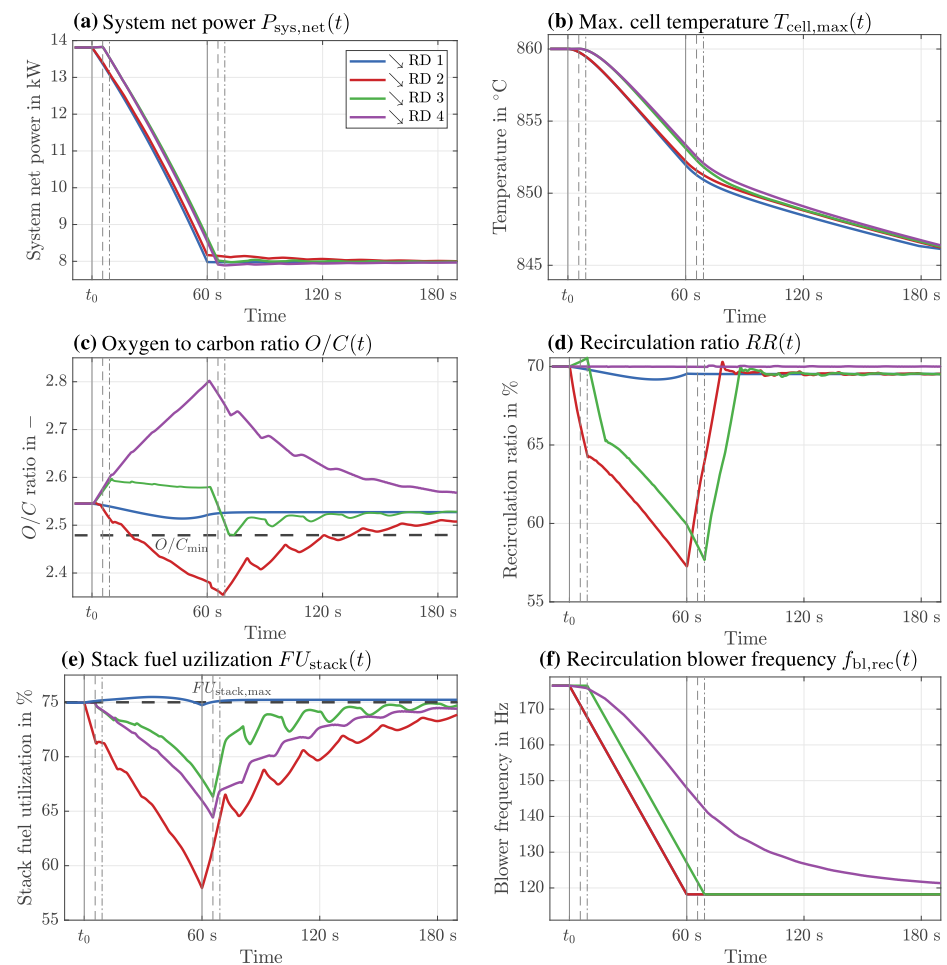 (a) System net power P_sys,net(t)
14
13
12
11
10
9
8
System net power in kW
↘ RD 1
↘ RD 2
↘ RD 3
↘ RD 4
t_0
60 s
120 s
180 s
Time
(b) Max. cell temperature T_cell,max(t)
860
855
850
845
Temperature in °C
t_0
60 s
120 s
180 s
Time
(c) Oxygen to carbon ratio O/C(t)
2.8
2.7
2.6
2.5
2.4
O/C ratio in −
O/C_min
t_0
60 s
120 s
180 s
Time
(d) Recirculation ratio RR(t)
70
65
60
55
Recirculation ratio in %
t_0
60 s
120 s
180 s
Time
(e) Stack fuel uzilization FU_stack(t)
75
70
65
60
55
Stack fuel utilization in %
FU_stack,max
t_0
60 s
120 s
180 s
Time
(f) Recirculation blower frequency f_bl,rec(t)
170
160
150
140
130
120
Blower frequency in Hz
t_0
60 s
120 s
180 s
Time